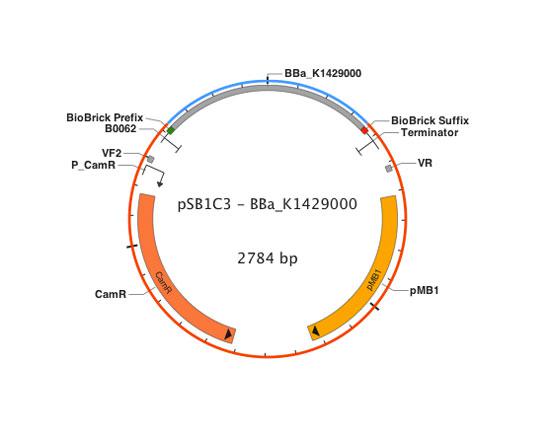 BBa_K1429000
BioBrick Prefix
BioBrick Suffix
B0062
Terminator
VF2
VR
P_CamR
pSB1C3 – BBa_K1429000
2784 bp
CamR
pMB1
CamR
pMB1